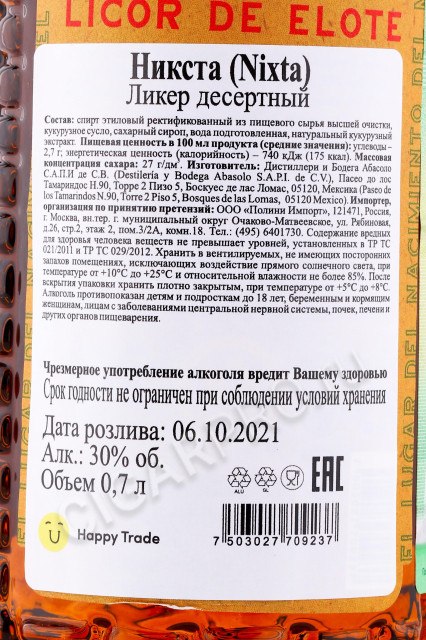 LICOR DE ELOTE
Никста (Nixta)
Ликер десертный
Состав: спирт этиловый ректификованный из пищевого сырья высшей очистки,
кукурузное сусло, сахарный сироп, вода подготовленная, натуральный кукурузный
экстракт. Пищевая ценность в 100 мл продукта (средние значения): углеводы –
2,7 г; энергетическая ценность (калорийность) – 740 кДж (175 ккал). Массовая
концентрация сахара: 27 г/дм³. Изготовитель: Дистиллери и Бодега Абасоло
С.А.П.И де С.В. (Destilería y Bodega Abasolo S.A.P.I. de C.V.), Пасео де лос
Тамариндос Н.90, Торре 2 Пизо 5, Боскуес де лас Ломас, 05120, Мексика (Paseo de
los Tamarindos N.90, Torre 2 Piso 5, Bosques de las Lomas, 05120 Mexico). Импортер,
организация по принятию претензий: ООО «Полини Импорт», 121471, Россия,
г. Москва, вн.тер. г. муниципальный округ Очаково-Матвеевское, ул. Рябиновая,
д.26, стр.2, этаж 2, пом.3/2А, комн.18. Тел.: (495) 6401730. Содержание вредных
для здоровья человека веществ не превышает уровней, установленных в ТР ТС
021/2011 и ТР ТС 029/2012. Хранить в вентилируемых, не имеющих посторонних
запахов помещениях, исключающих воздействие прямого солнечного света, при
температуре от +10°С до +25°С и относительной влажности не более 85%. После
вскрытия упаковки хранить плотно закрытым, при температуре от +5°С до +8°С.
Алкоголь противопоказан детям и подросткам до 18 лет, беременным и кормящим
женщинам, лицам с заболеваниями центральной нервной системы, почек, печени и
других органов пищеварения.
Чрезмерное употребление алкоголя вредит Вашему здоровью
Срок годности не ограничен при соблюдении условий хранения
Дата розлива: 06.10.2021
Алк.: 30% об.
Объем 0,7 л
ALU
GL
EAC
Happy Trade
7 503027 709237
EL LUGAR DEL NACIMIENTO
CIGARPRO.RU